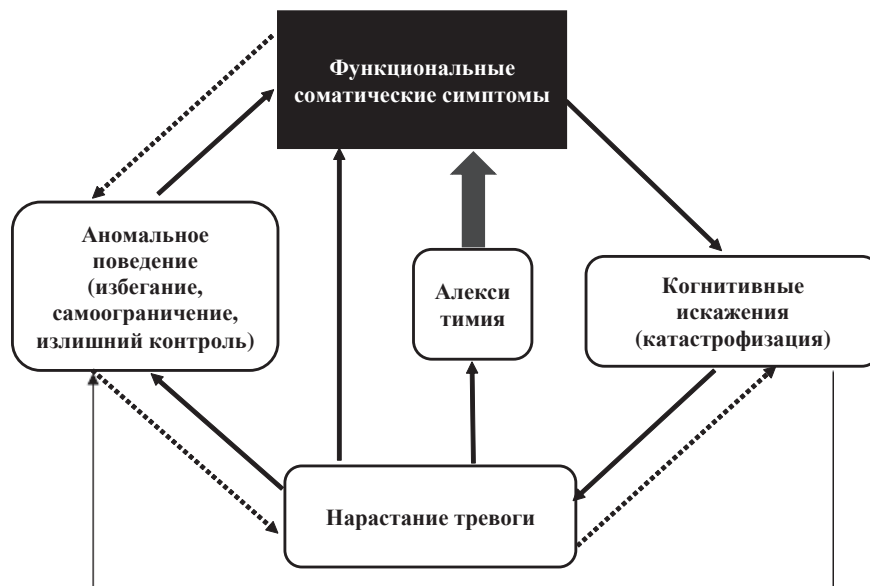 Функциональные
соматические симптомы
Аномальное
поведение
(избегание,
самоограничение,
излишний контроль)
Алекси
тимия
Когнитивные
искажения
(катастрофизация)
Нарастание тревоги